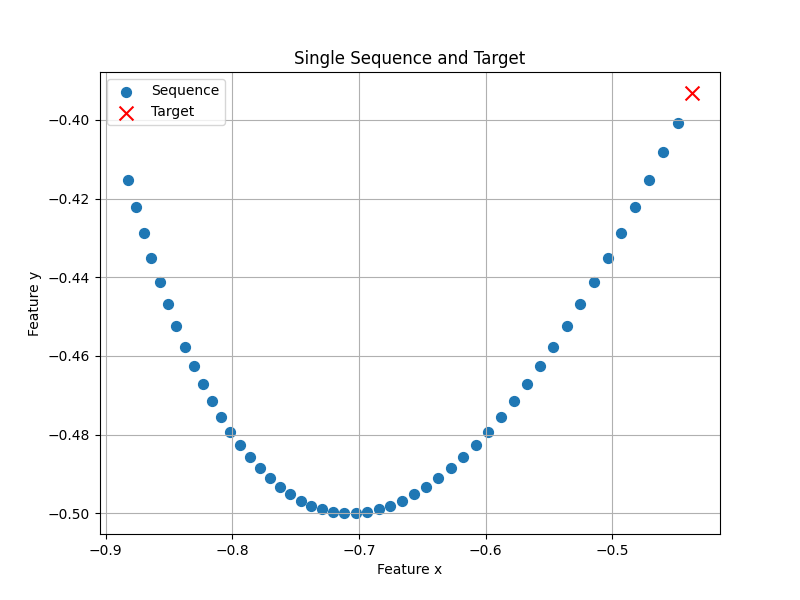 Single Sequence and Target
Sequence
Target
Feature y
−0.40
−0.42
−0.44
−0.46
−0.48
−0.50
−0.9
−0.8
−0.7
−0.6
−0.5
Feature x